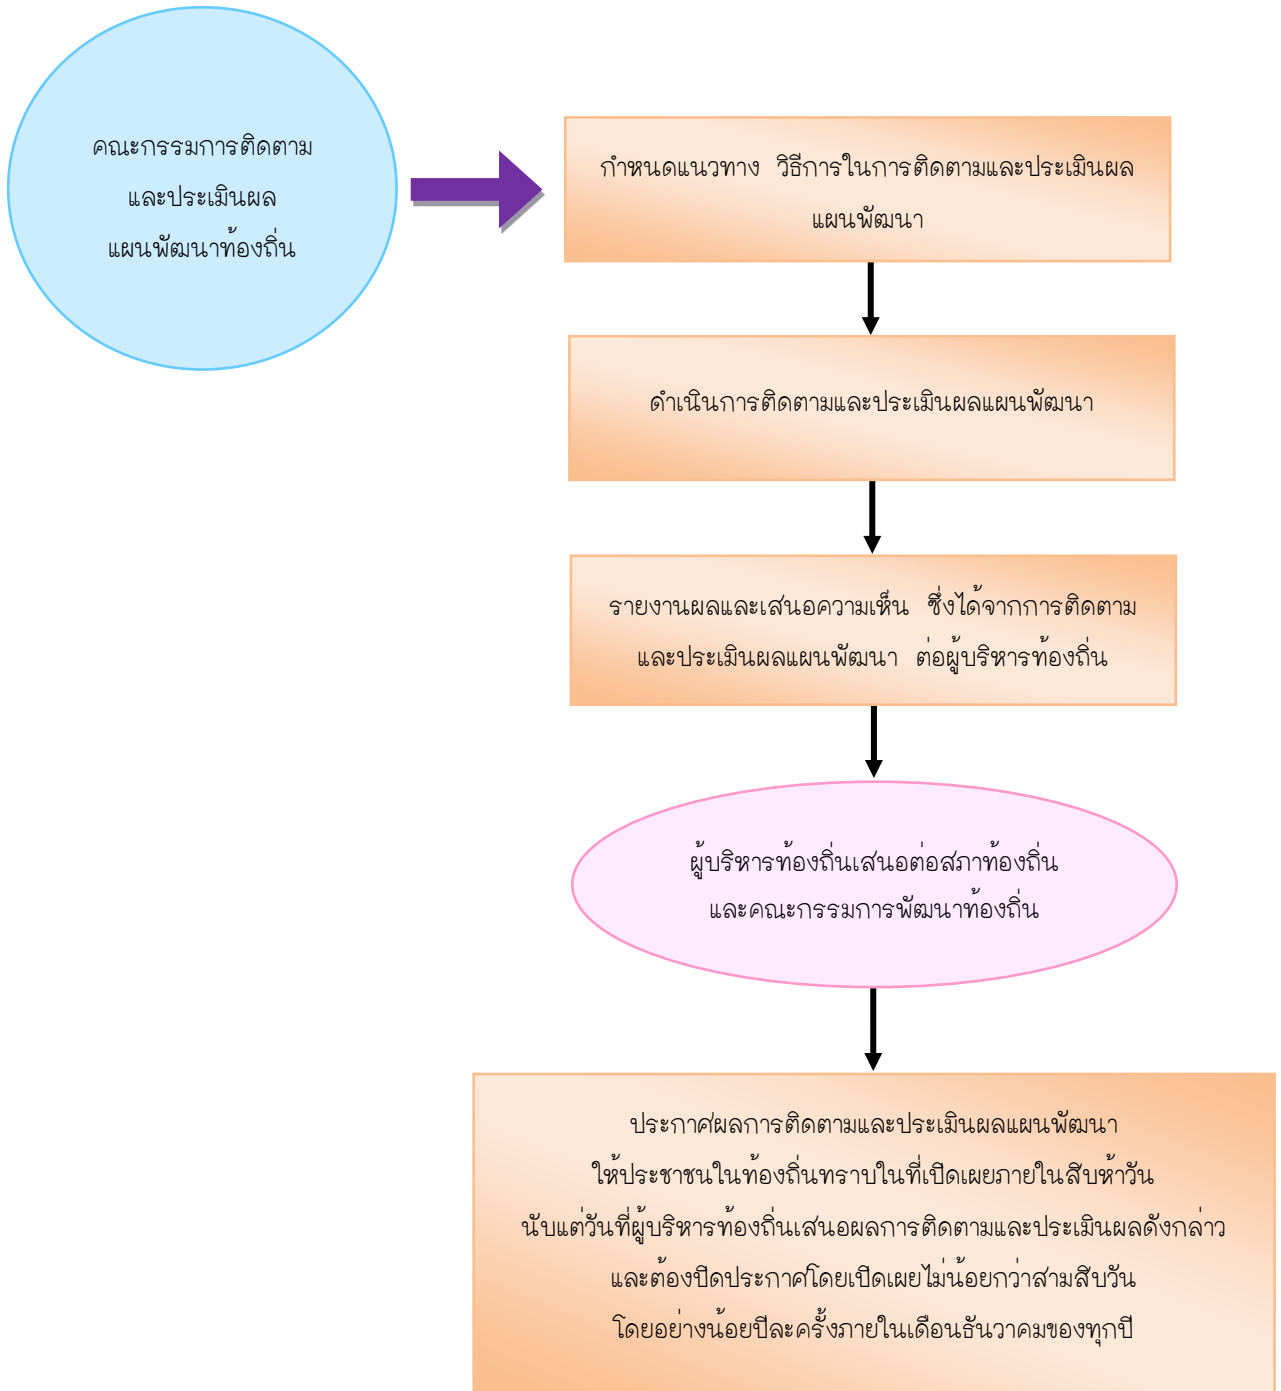 คณะกรรมการติดตาม
และประเมินผล
แผนพัฒนาท้องถิ่น
กำหนดแนวทาง วิธีการในการติดตามและประเมินผล
แผนพัฒนา
ดำเนินการติดตามและประเมินผลแผนพัฒนา
รายงานผลและเสนอความเห็น ซึ่งได้จากการติดตาม
และประเมินผลแผนพัฒนา ต่อผู้บริหารท้องถิ่น
ผู้บริหารท้องถิ่นเสนอต่อสภาท้องถิ่น
และคณะกรรมการพัฒนาท้องถิ่น
ประกาศผลการติดตามและประเมินผลแผนพัฒนา
ให้ประชาชนในท้องถิ่นทราบในที่เปิดเผยภายในสิบห้าวัน
นับแต่วันที่ผู้บริหารท้องถิ่นเสนอผลการติดตามและประเมินผลดังกล่าว
และต้องปิดประกาศโดยเปิดเผยไม่น้อยกว่าสามสิบวัน
โดยอย่างน้อยปีละครั้งภายในเดือนธันวาคมของทุกปี